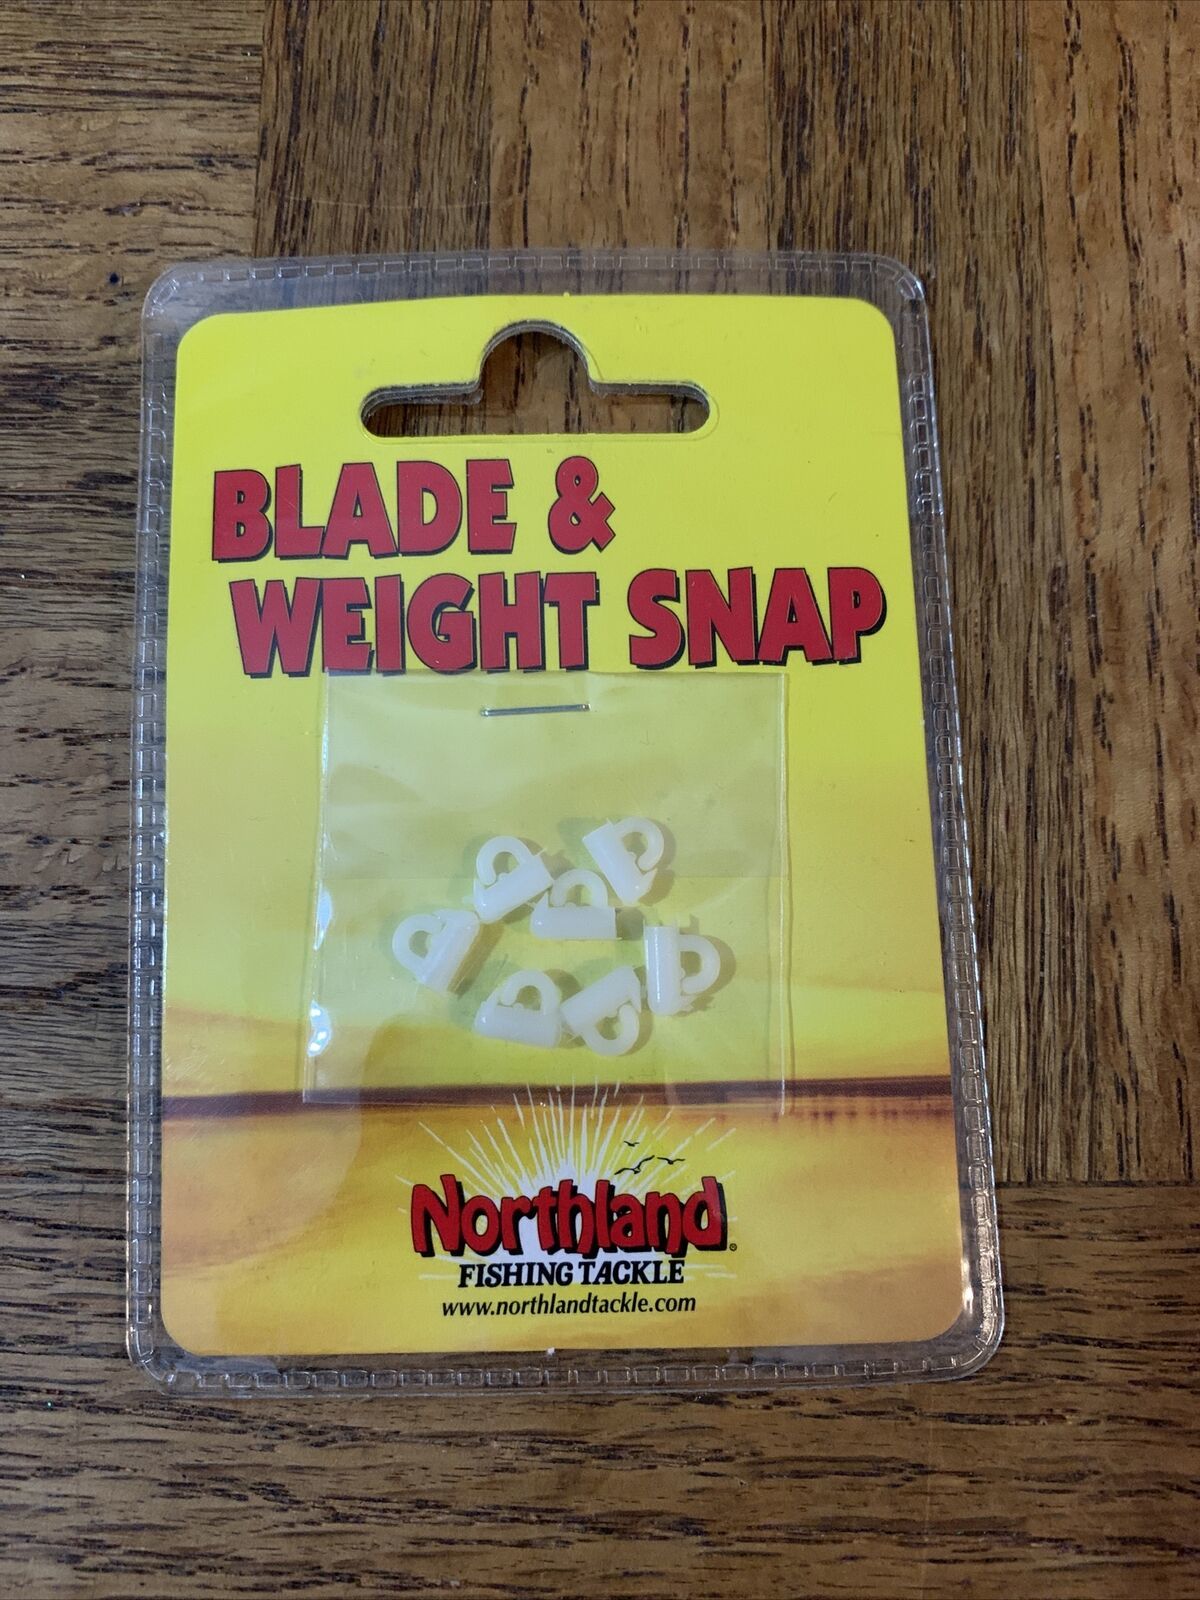 BLADE &
WEIGHT SNAP
Northland®
FISHING TACKLE
www.northlandtackle.com